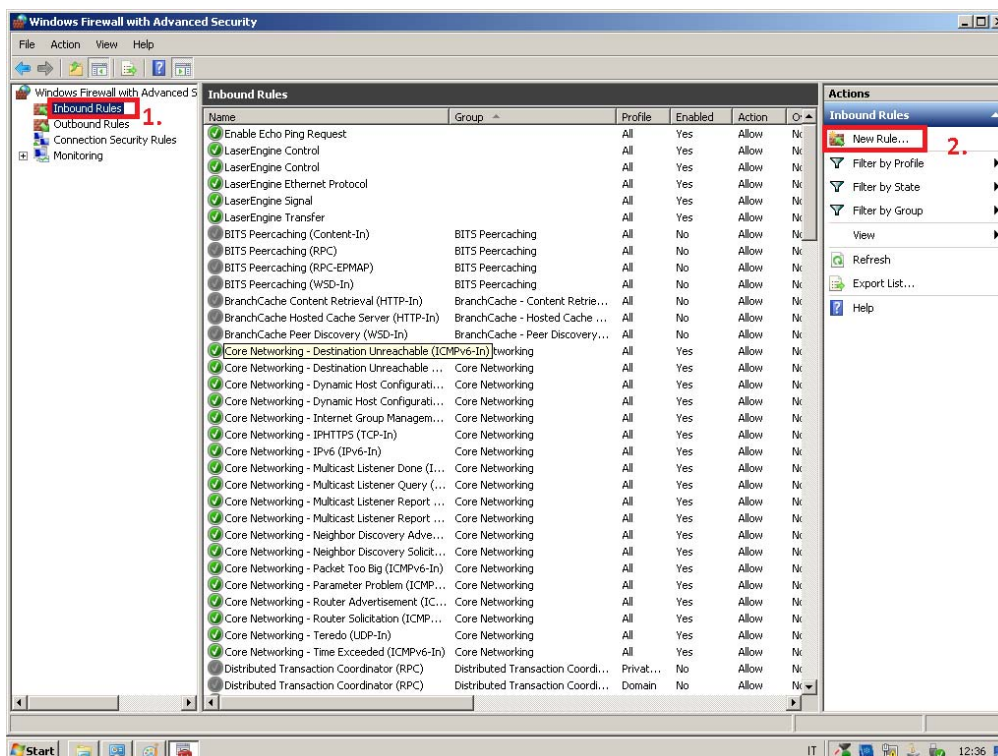 Windows Firewall with Advanced Security
File Action View Help
Windows Firewall with Advanced S
Inbound Rules
1.
Outbound Rules
Connection Security Rules
Monitoring
Inbound Rules
Name Group Profile Enabled Action
Enable Echo Ping Request All Yes Allow
LaserEngine Control All Yes Allow
LaserEngine Control All Yes Allow
LaserEngine Ethernet Protocol All Yes Allow
LaserEngine Signal All Yes Allow
LaserEngine Transfer All Yes Allow
BITS Peercaching (Content-In) BITS Peercaching All No Allow
BITS Peercaching (RPC) BITS Peercaching All No Allow
BITS Peercaching (RPC-EPMAP) BITS Peercaching All No Allow
BITS Peercaching (WSD-In) BITS Peercaching All No Allow
BranchCache Content Retrieval (HTTP-In) BranchCache - Content Retrie... All No Allow
BranchCache Hosted Cache Server (HTTP-In) BranchCache - Hosted Cache ... All No Allow
BranchCache Peer Discovery (WSD-In) BranchCache - Peer Discovery... All No Allow
Core Networking - Destination Unreachable (ICMPv6-In) tworking All Yes Allow
Core Networking - Destination Unreachable ... Core Networking All Yes Allow
Core Networking - Dynamic Host Configurati... Core Networking All Yes Allow
Core Networking - Dynamic Host Configurati... Core Networking All Yes Allow
Core Networking - Internet Group Managem... Core Networking All Yes Allow
Core Networking - IPHTTPS (TCP-In) Core Networking All Yes Allow
Core Networking - IPv6 (IPv6-In) Core Networking All Yes Allow
Core Networking - Multicast Listener Done (I... Core Networking All Yes Allow
Core Networking - Multicast Listener Query (... Core Networking All Yes Allow
Core Networking - Multicast Listener Report ... Core Networking All Yes Allow
Core Networking - Multicast Listener Report ... Core Networking All Yes Allow
Core Networking - Neighbor Discovery Adve... Core Networking All Yes Allow
Core Networking - Neighbor Discovery Solicit... Core Networking All Yes Allow
Core Networking - Packet Too Big (ICMPv6-In) Core Networking All Yes Allow
Core Networking - Parameter Problem (ICMP... Core Networking All Yes Allow
Core Networking - Router Advertisement (IC... Core Networking All Yes Allow
Core Networking - Router Solicitation (ICMP... Core Networking All Yes Allow
Core Networking - Teredo (UDP-In) Core Networking All Yes Allow
Core Networking - Time Exceeded (ICMPv6-In) Core Networking All Yes Allow
Distributed Transaction Coordinator (RPC) Distributed Transaction Coordi... Privat... No Allow
Distributed Transaction Coordinator (RPC) Distributed Transaction Coordi... Domain No Allow
Actions
Inbound Rules
New Rule...
2.
Filter by Profile
Filter by State
Filter by Group
View
Refresh
Export List...
Help
Start
IT
12:36